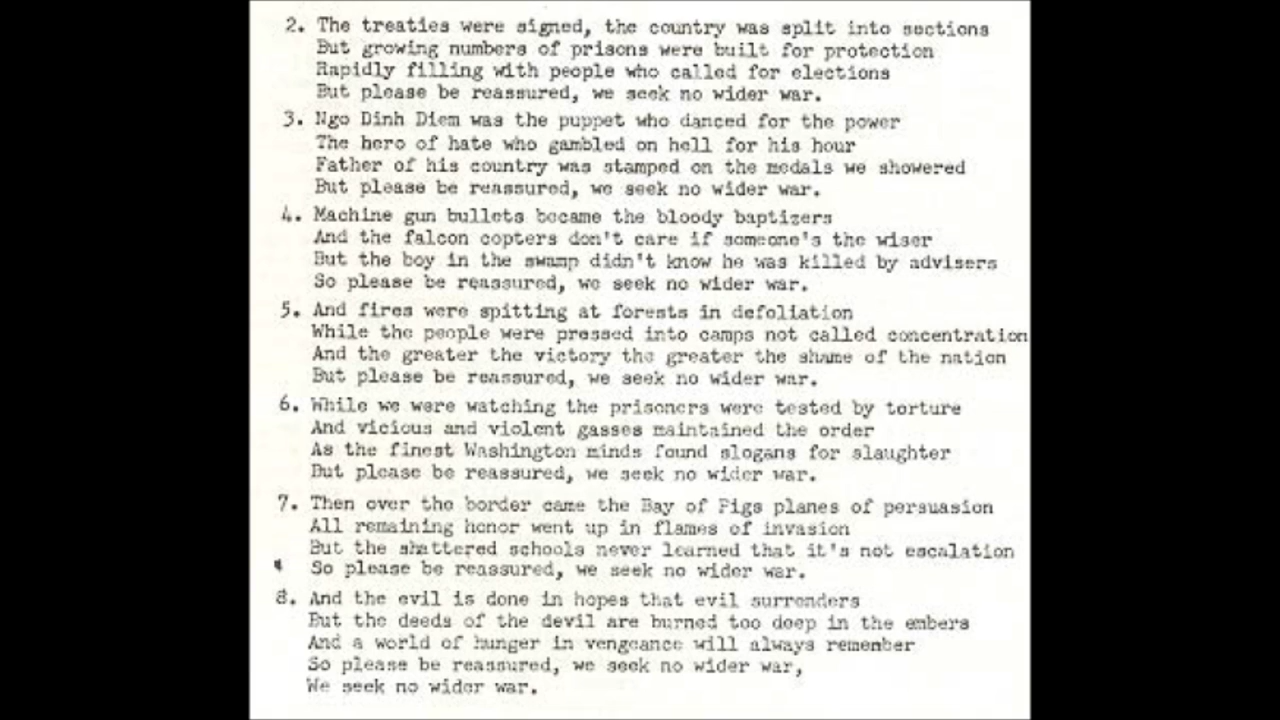 2. The treaties were signed, the country was split into sections
But growing numbers of prisons were built for protection
Rapidly filling with people who called for elections
But please be reassured, we seek no wider war.
3. Ngo Dinh Diem was the puppet who danced for the power
The hero of hate who gambled on hell for his hour
Father of his country was stamped on the medals we showered
But please be reassured, we seek no wider war.
4. Machine gun bullets became the bloody baptizers
And the falcon copters don't care if someone's the wiser
But the boy in the swamp didn't know he was killed by advisers
So please be reassured, we seek no wider war.
5. And fires were spitting at forests in defoliation
While the people were pressed into camps not called concentration
And the greater the victory the greater the shame of the nation
But please be reassured, we seek no wider war.
6. While we were watching the prisoners were tested by torture
And vicious and violent gasses maintained the order
As the finest Washington minds found slogans for slaughter
But please be reassured, we seek no wider war.
7. Then over the border came the Bay of Pigs planes of persuasion
All remaining honor went up in flames of invasion
But the shattered schools never learned that it's not escalation
So please be reassured, we seek no wider war.
8. And the evil is done in hopes that evil surrenders
But the deeds of the devil are burned too deep in the embers
And a world of hunger in vengeance will always remember
So please be reassured, we seek no wider war,
We seek no wider war.